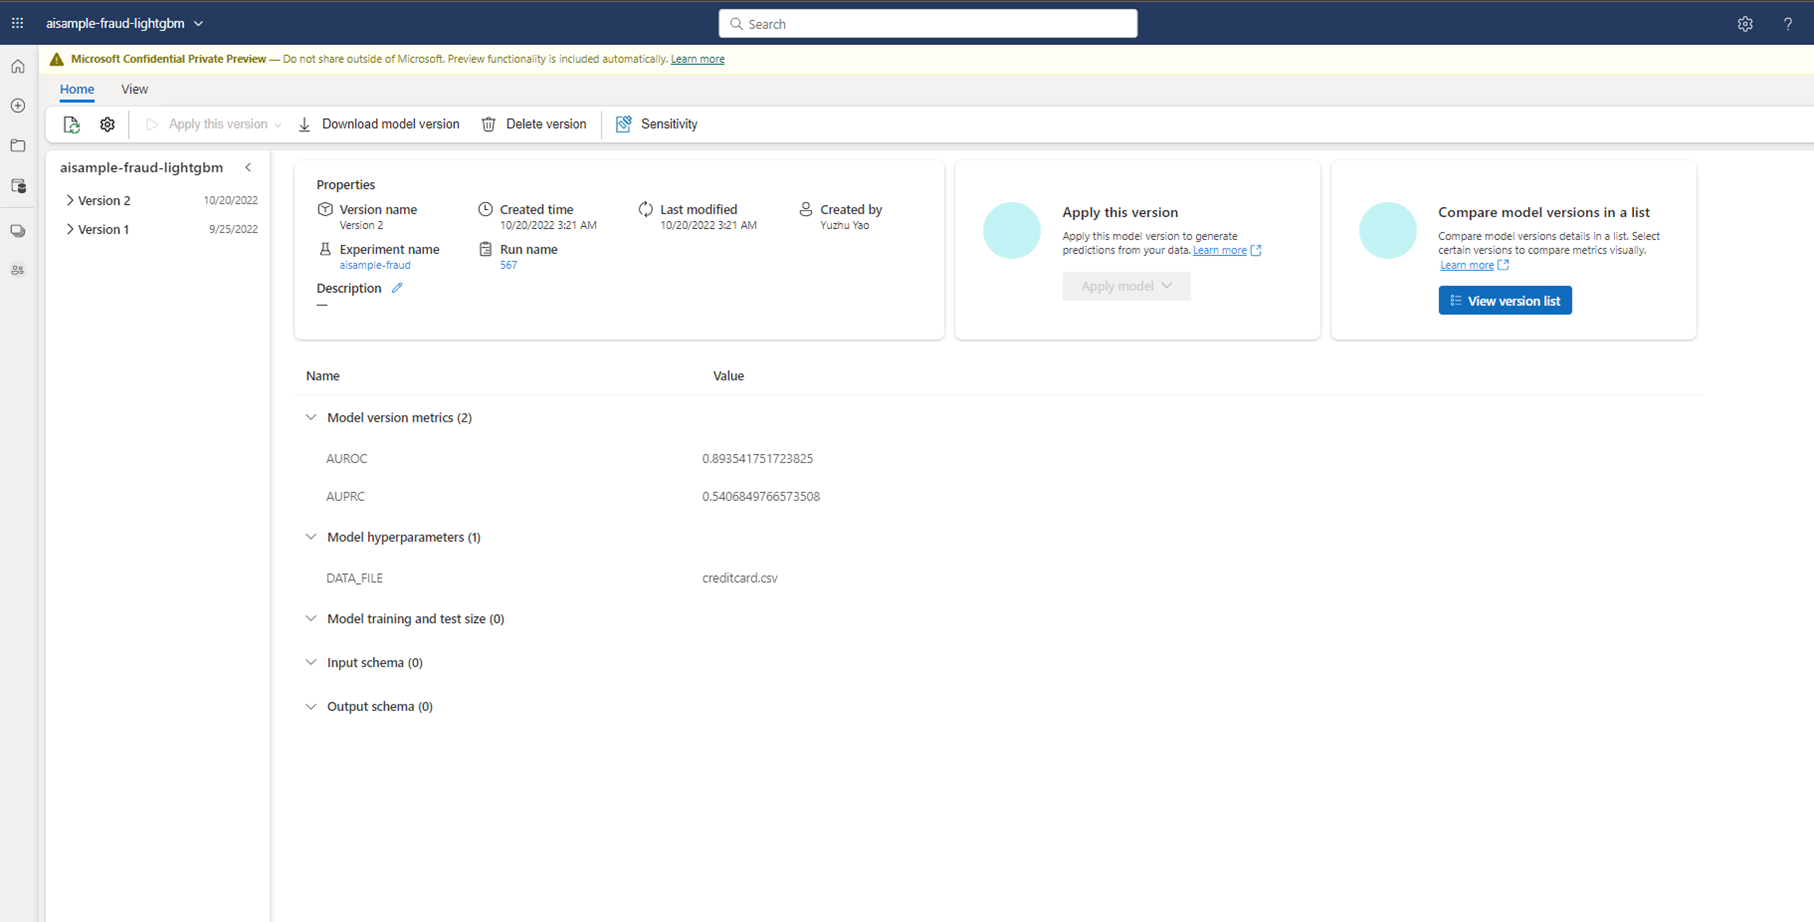 aisample-fraud-lightgbm
Search
?
Microsoft Confidential Private Preview — Do not share outside of Microsoft. Preview functionality is included automatically. Learn more
Home View
Apply this version Download model version Delete version Sensitivity
aisample-fraud-lightgbm
Version 2 10/20/2022
Version 1 9/25/2022
Properties
Version name Created time Last modified Created by
Version 2 10/20/2022 3:21 AM 10/20/2022 3:21 AM Yuzhu Yao
Experiment name Run name
aisample-fraud 567
Description
—
Apply this version
Apply this model version to generate
predictions from your data. Learn more
Apply model
Compare model versions in a list
Compare model versions details in a list. Select
certain versions to compare metrics visually.
Learn more
View version list
Name Value
Model version metrics (2)
AUROC 0.893541751723825
AUPRC 0.5406849766573508
Model hyperparameters (1)
DATA_FILE creditcard.csv
Model training and test size (0)
Input schema (0)
Output schema (0)